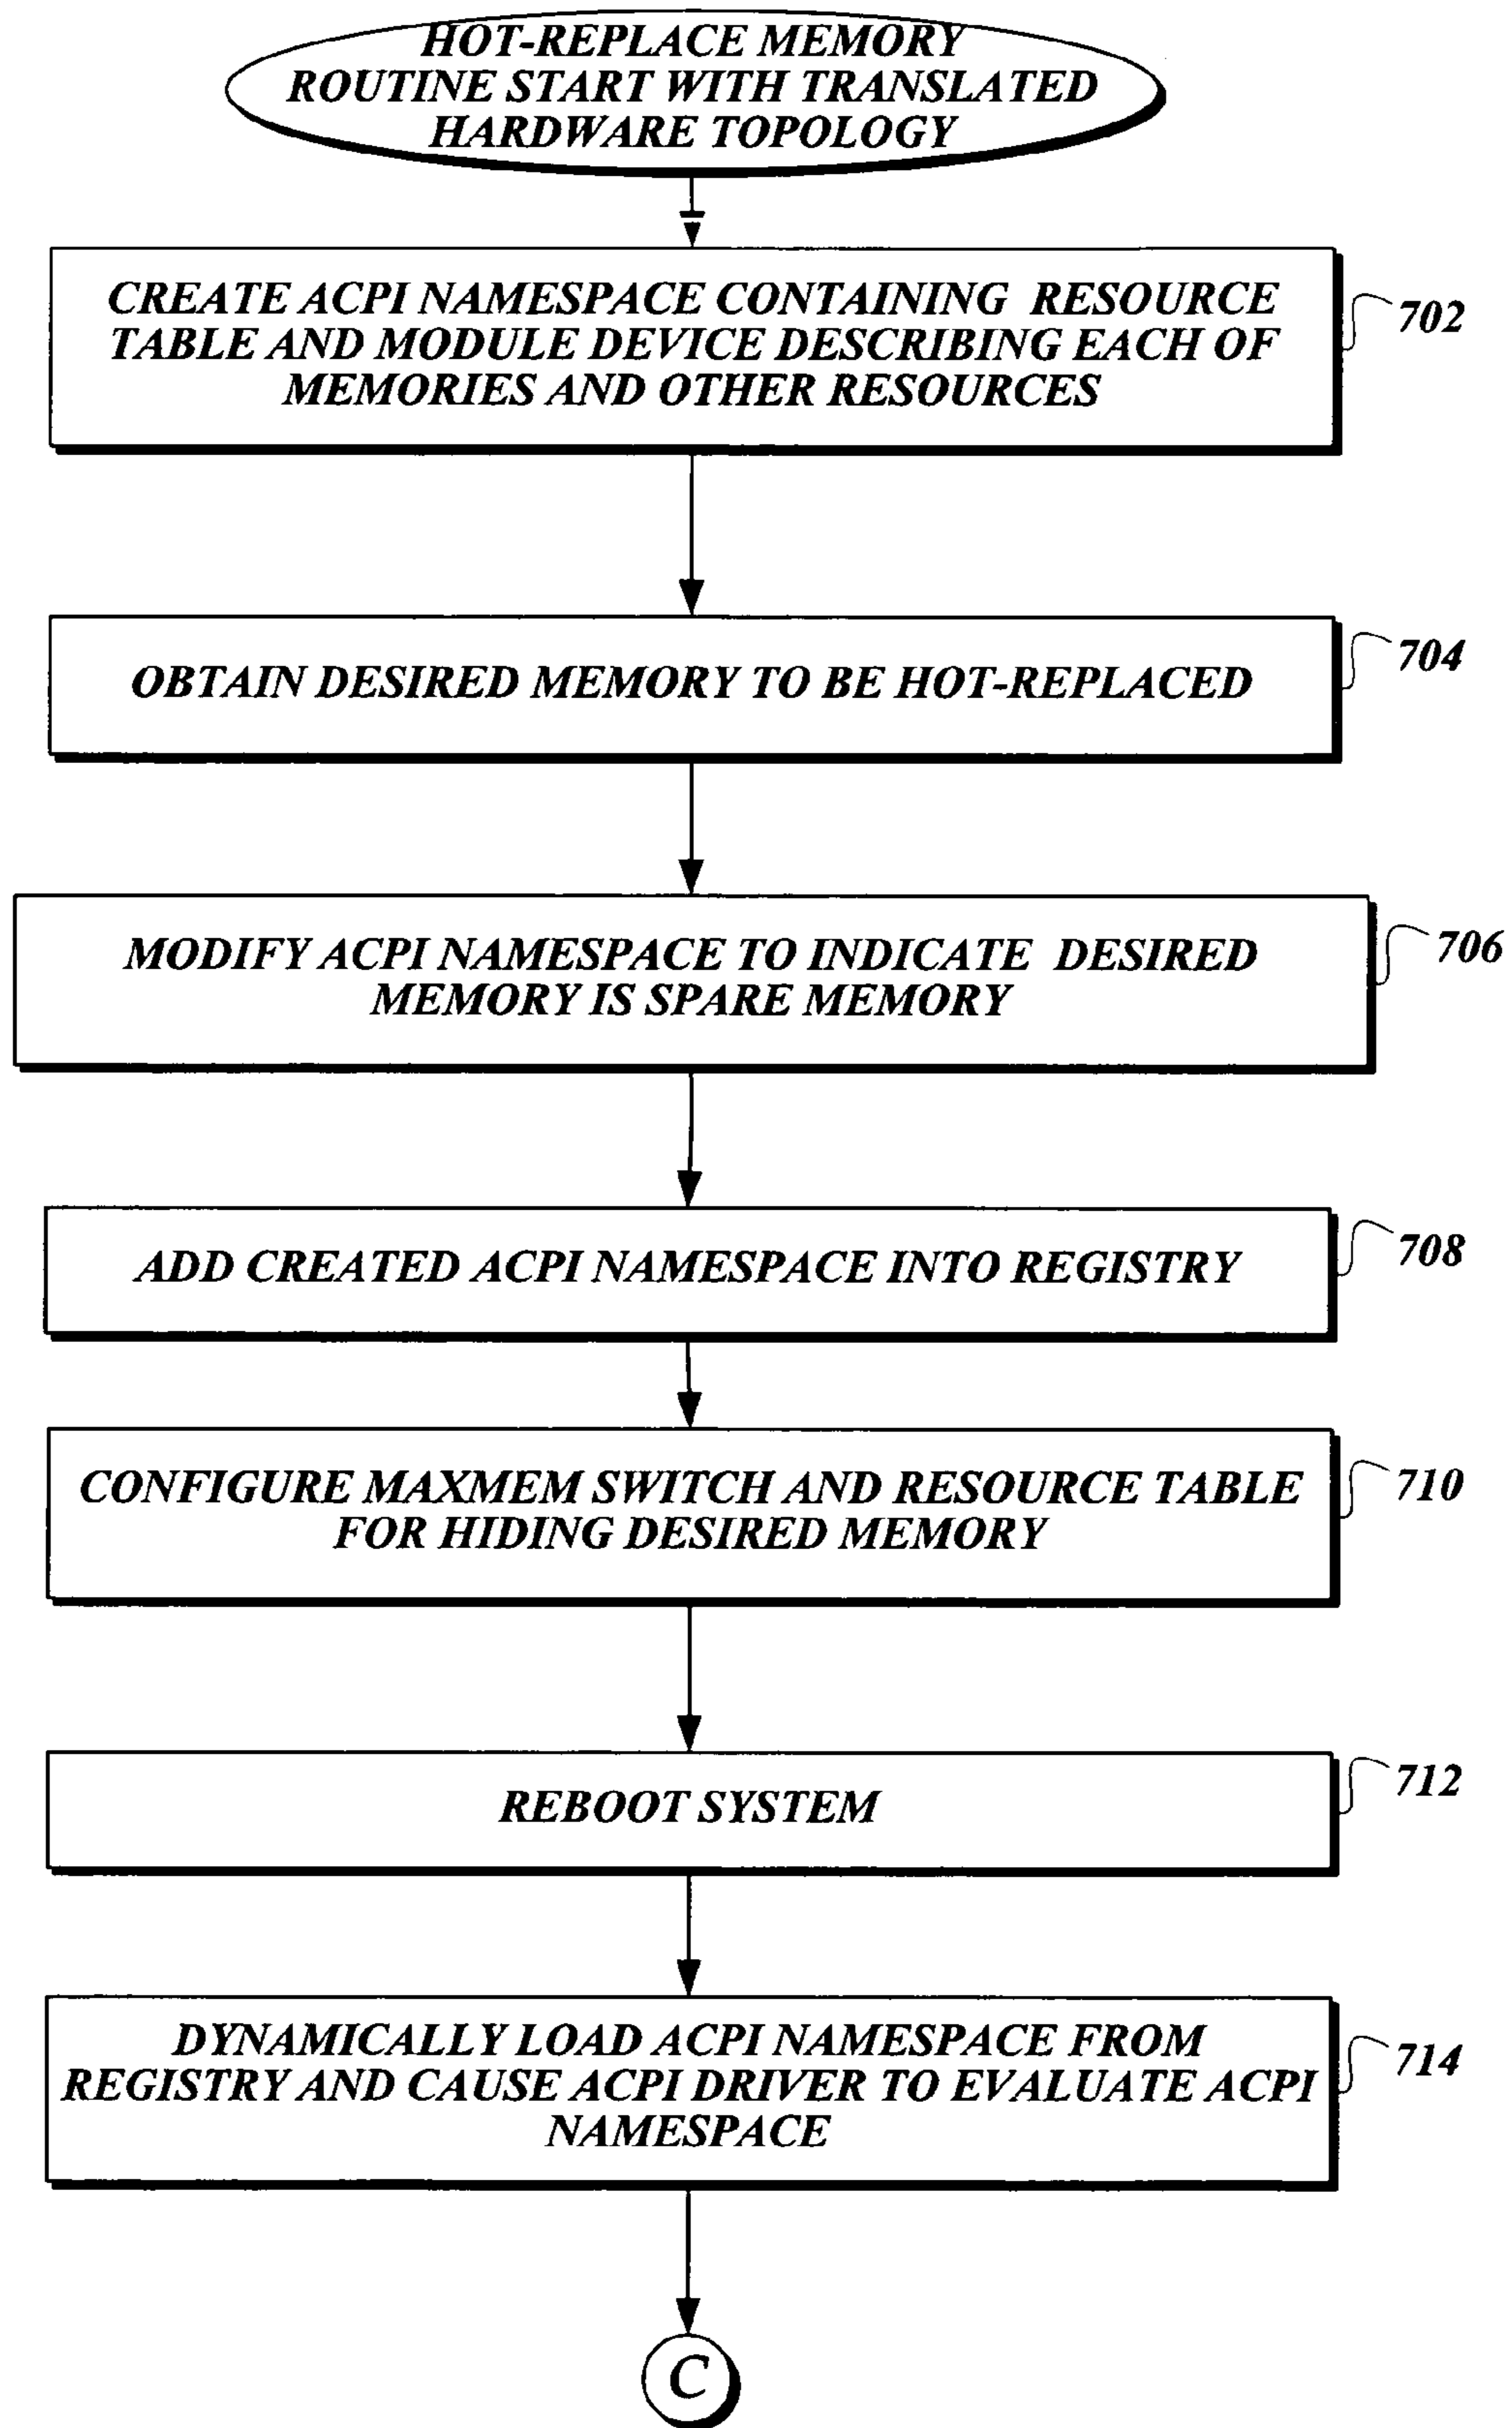 HOT-REPLACE MEMORY
ROUTINE START WITH TRANSLATED
HARDWARE TOPOLOGY
CREATE ACPI NAMESPACE CONTAINING RESOURCE
TABLE AND MODULE DEVICE DESCRIBING EACH OF
MEMORIES AND OTHER RESOURCES
702
OBTAIN DESIRED MEMORY TO BE HOT-REPLACED
704
MODIFY ACPI NAMESPACE TO INDICATE DESIRED
MEMORY IS SPARE MEMORY
706
ADD CREATED ACPI NAMESPACE INTO REGISTRY
708
CONFIGURE MAXMEM SWITCH AND RESOURCE TABLE
FOR HIDING DESIRED MEMORY
710
REBOOT SYSTEM
712
DYNAMICALLY LOAD ACPI NAMESPACE FROM
REGISTRY AND CAUSE ACPI DRIVER TO EVALUATE ACPI
NAMESPACE
714
C